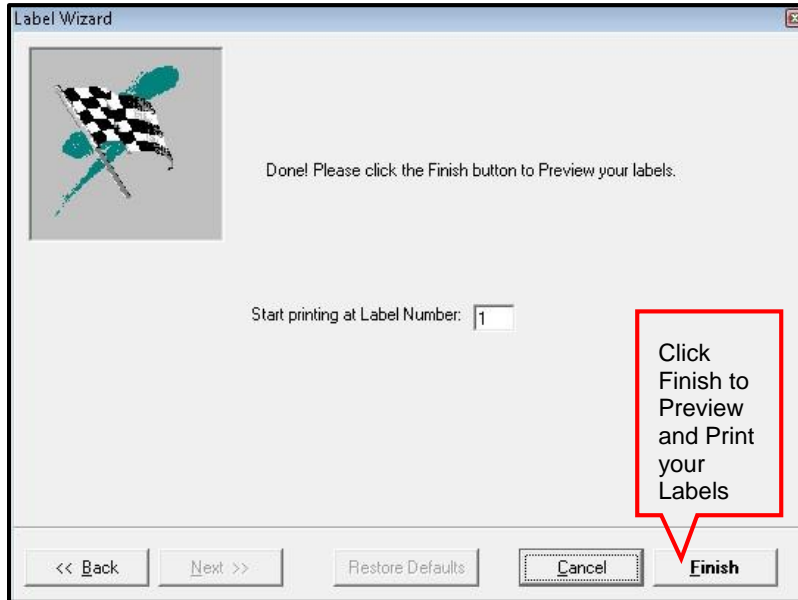 Label Wizard
Done! Please click the Finish button to Preview your labels.
Start printing at Label Number: 1
Click
Finish to
Preview
and Print
your
Labels
<< Back Next >> Restore Defaults Cancel Finish